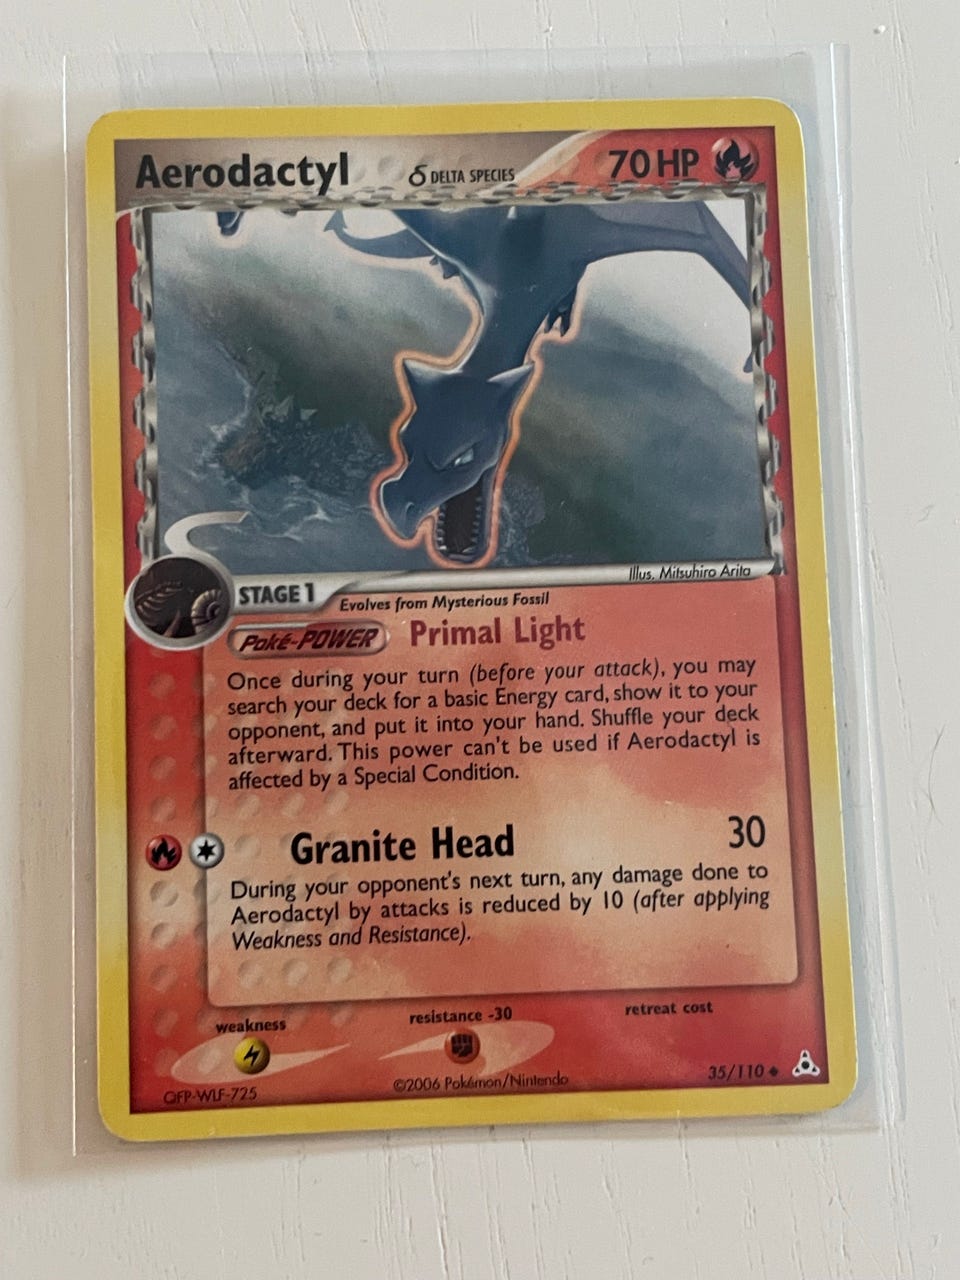 Aerodactyl δ DELTA SPECIES 70 HP
Illus. Mitsuhiro Arita
STAGE 1 Evolves from Mysterious Fossil
Poké-POWER Primal Light
Once during your turn (before your attack), you may
search your deck for a basic Energy card, show it to your
opponent, and put it into your hand. Shuffle your deck
afterward. This power can't be used if Aerodactyl is
affected by a Special Condition.
Granite Head 30
During your opponent's next turn, any damage done to
Aerodactyl by attacks is reduced by 10 (after applying
Weakness and Resistance).
weakness resistance -30 retreat cost
QFP-WLF-725 ©2006 Pokémon/Nintendo 35/110